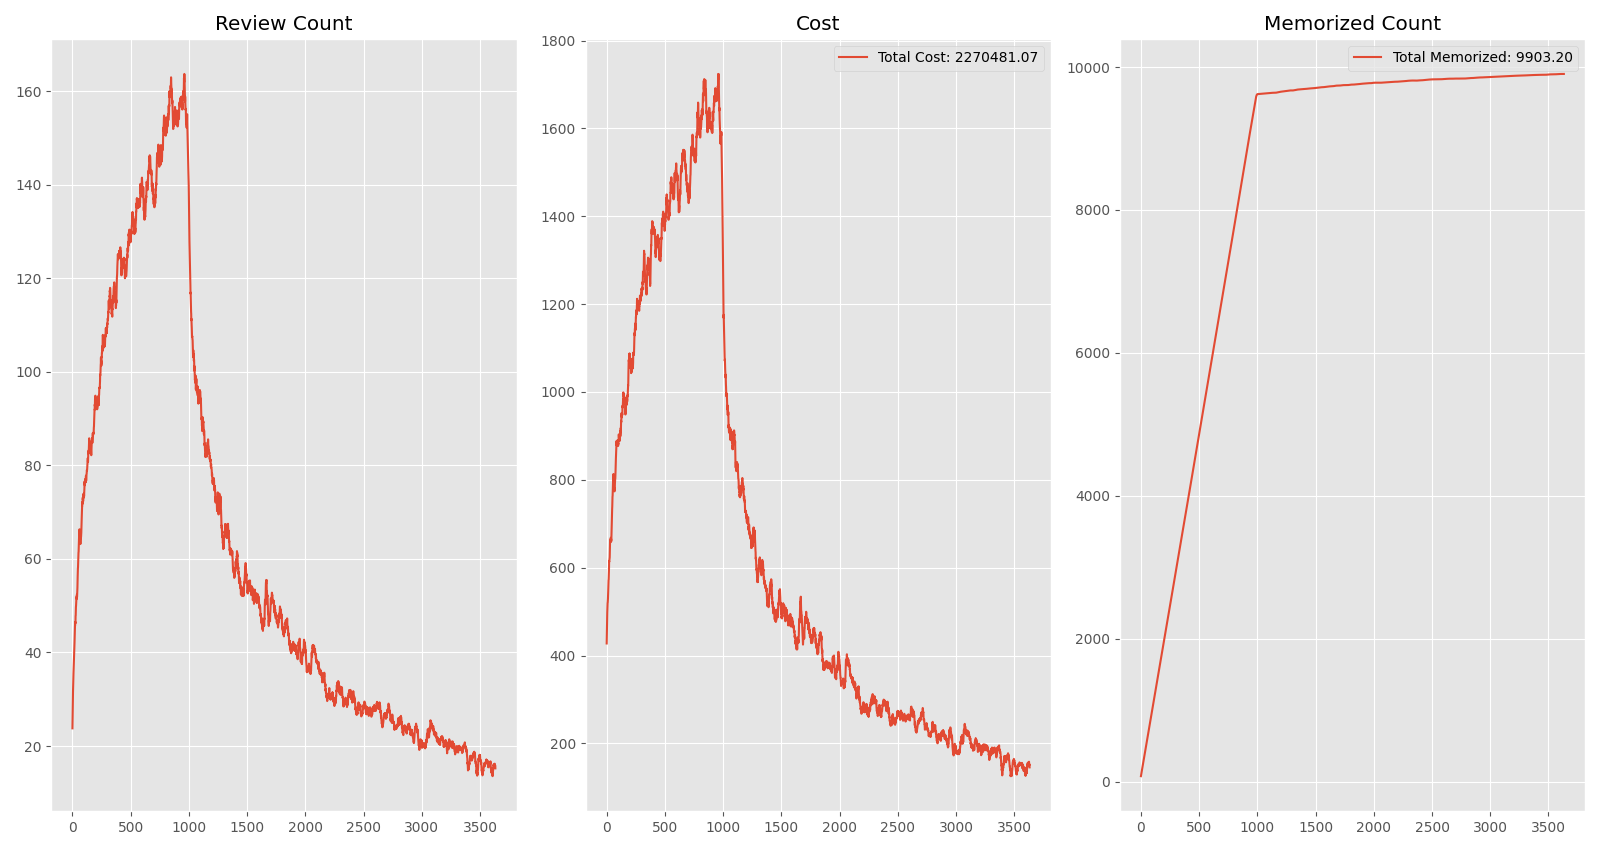 Review Count
160
140
120
100
80
60
40
20
0 500 1000 1500 2000 2500 3000 3500
Cost
Total Cost: 2270481.07
1800
1600
1400
1200
1000
800
600
400
200
0 500 1000 1500 2000 2500 3000 3500
Memorized Count
Total Memorized: 9903.20
10000
8000
6000
4000
2000
0
0 500 1000 1500 2000 2500 3000 3500